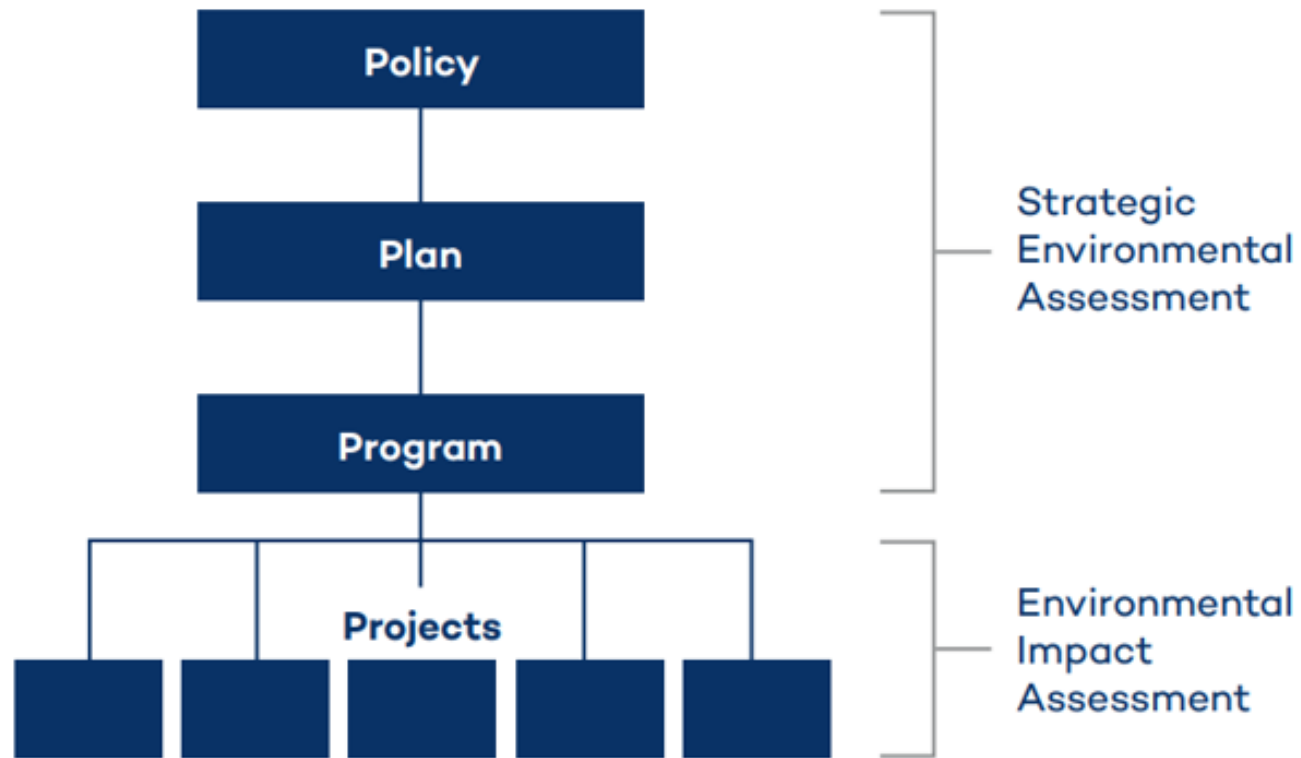 Policy
Plan
Program
Projects
Strategic
Environmental
Assessment
Environmental
Impact
Assessment